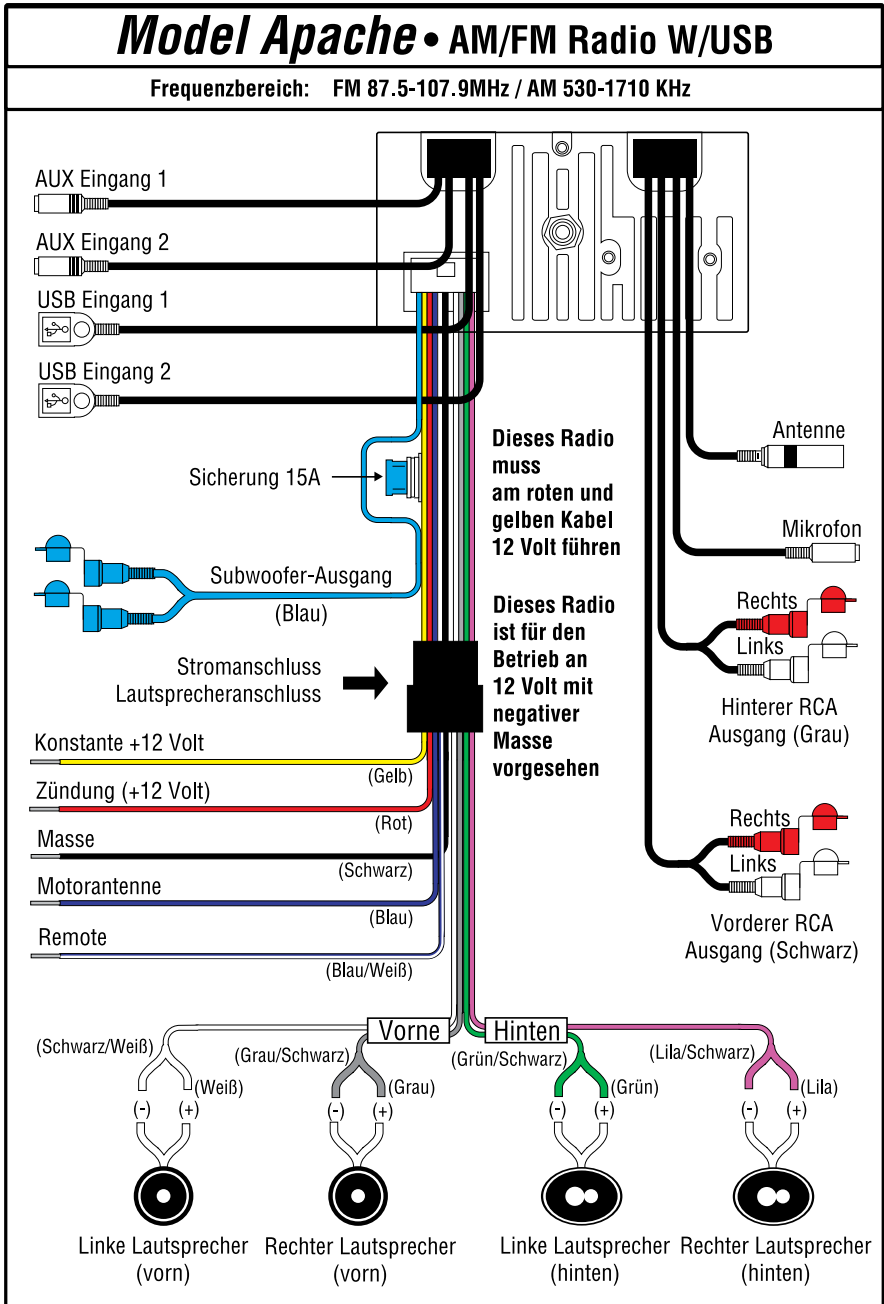 Model Apache • AM/FM Radio W/USB
Frequenzbereich: FM 87.5-107.9MHz / AM 530-1710 KHz
AUX Eingang 1
AUX Eingang 2
USB Eingang 1
USB Eingang 2
Sicherung 15A
Subwoofer-Ausgang
(Blau)
Dieses Radio
muss
am roten und
gelben Kabel
12 Volt führen
Dieses Radio
ist für den
Betrieb an
12 Volt mit
negativer
Masse
vorgesehen
Antenne
Mikrofon
Rechts
Links
Hinterer RCA
Ausgang (Grau)
Rechts
Links
Vorderer RCA
Ausgang (Schwarz)
Stromanschluss
Lautsprecheranschluss
Konstante +12 Volt
(Gelb)
Zündung (+12 Volt)
(Rot)
Masse
(Schwarz)
Motorantenne
(Blau)
Remote
(Blau/Weiß)
Vorne
Hinten
(Schwarz/Weiß)
(Weiß)
(-)
(+)
Linke Lautsprecher
(vorn)
(Grau/Schwarz)
(Grau)
(-)
(+)
Rechter Lautsprecher
(vorn)
(Grün/Schwarz)
(Grün)
(-)
(+)
Linke Lautsprecher
(hinten)
(Lila/Schwarz)
(Lila)
(-)
(+)
Rechter Lautsprecher
(hinten)